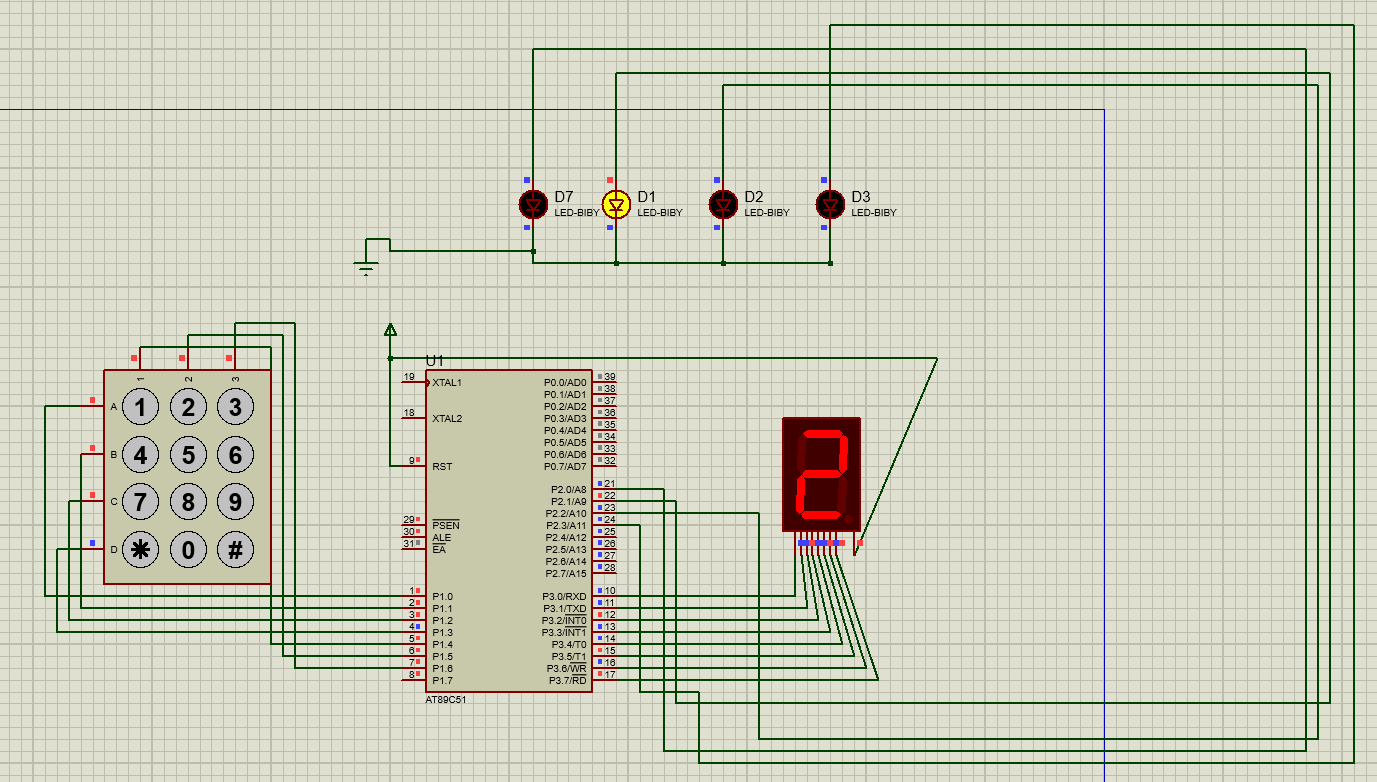 D7
LED-BIBY
D1
LED-BIBY
D2
LED-BIBY
D3
LED-BIBY
1 2 3
A 1 2 3
B 4 5 6
C 7 8 9
D * 0 #
U1
19 XTAL1 P0.0/AD0 39
P0.1/AD1 38
P0.2/AD2 37
18 XTAL2 P0.3/AD3 36
P0.4/AD4 35
P0.5/AD5 34
P0.6/AD6 33
9 RST P0.7/AD7 32
P2.0/A8 21
P2.1/A9 22
P2.2/A10 23
29 PSEN P2.3/A11 24
30 ALE P2.4/A12 25
31 EA P2.5/A13 26
P2.6/A14 27
P2.7/A15 28
1 P1.0 P3.0/RXD 10
2 P1.1 P3.1/TXD 11
3 P1.2 P3.2/INT0 12
4 P1.3 P3.3/INT1 13
5 P1.4 P3.4/T0 14
6 P1.5 P3.5/T1 15
7 P1.6 P3.6/WR 16
8 P1.7 P3.7/RD 17
AT89C51
2